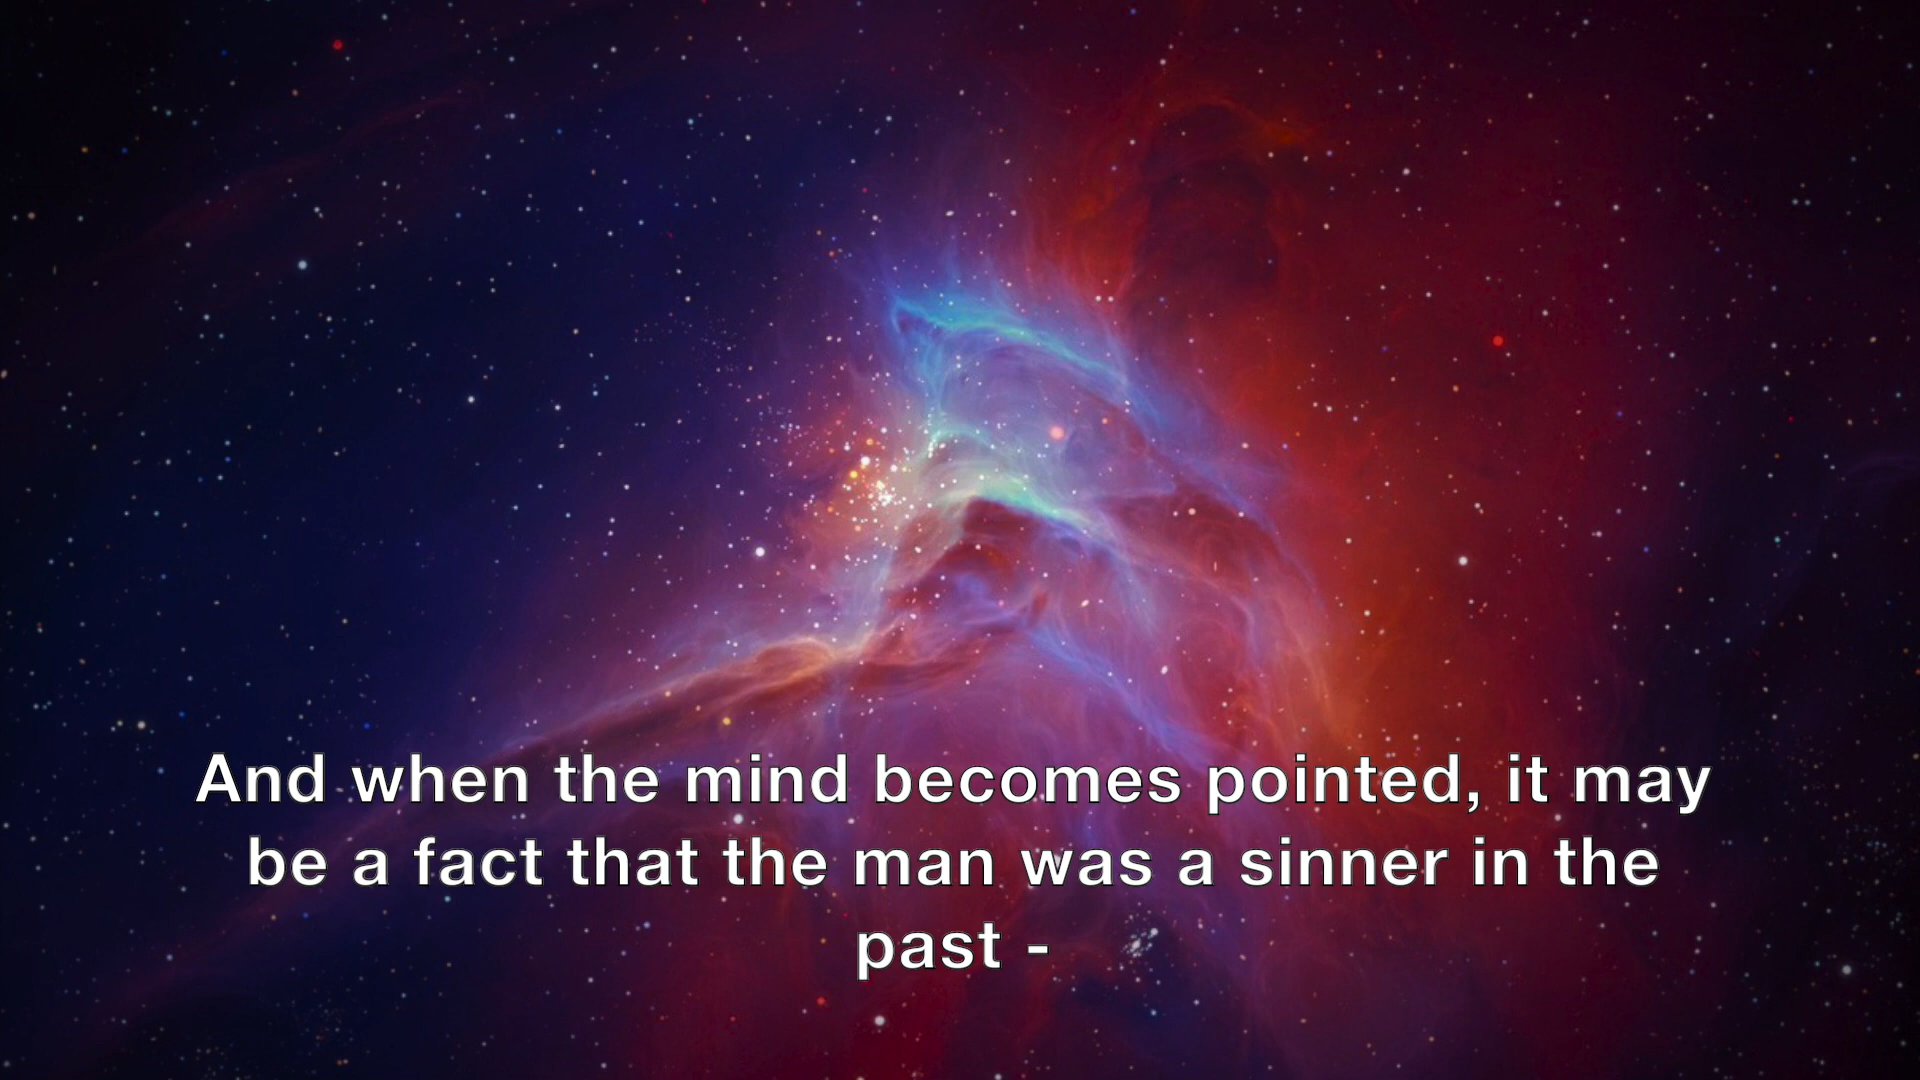 And when the mind becomes pointed, it may
be a fact that the man was a sinner in the
past -